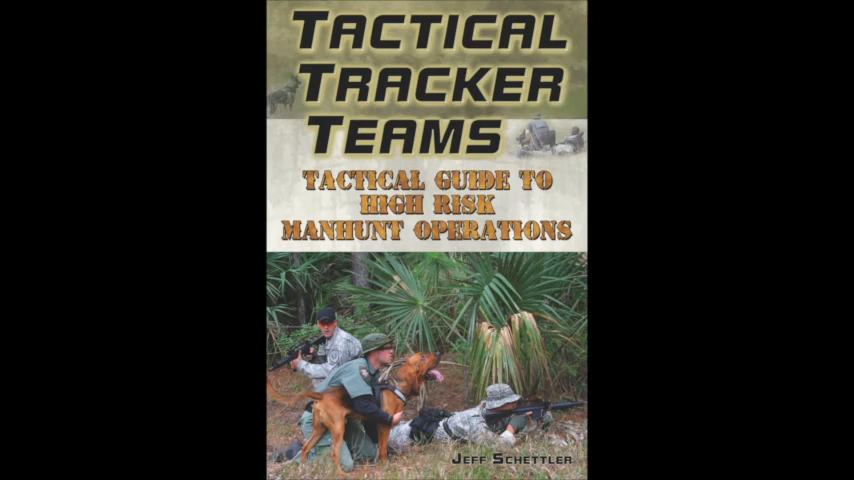 TACTICAL
TRACKER
TEAMS
TACTICAL GUIDE TO
HIGH RISK
MANHUNT OPERATIONS
JEFF SCHETTLER